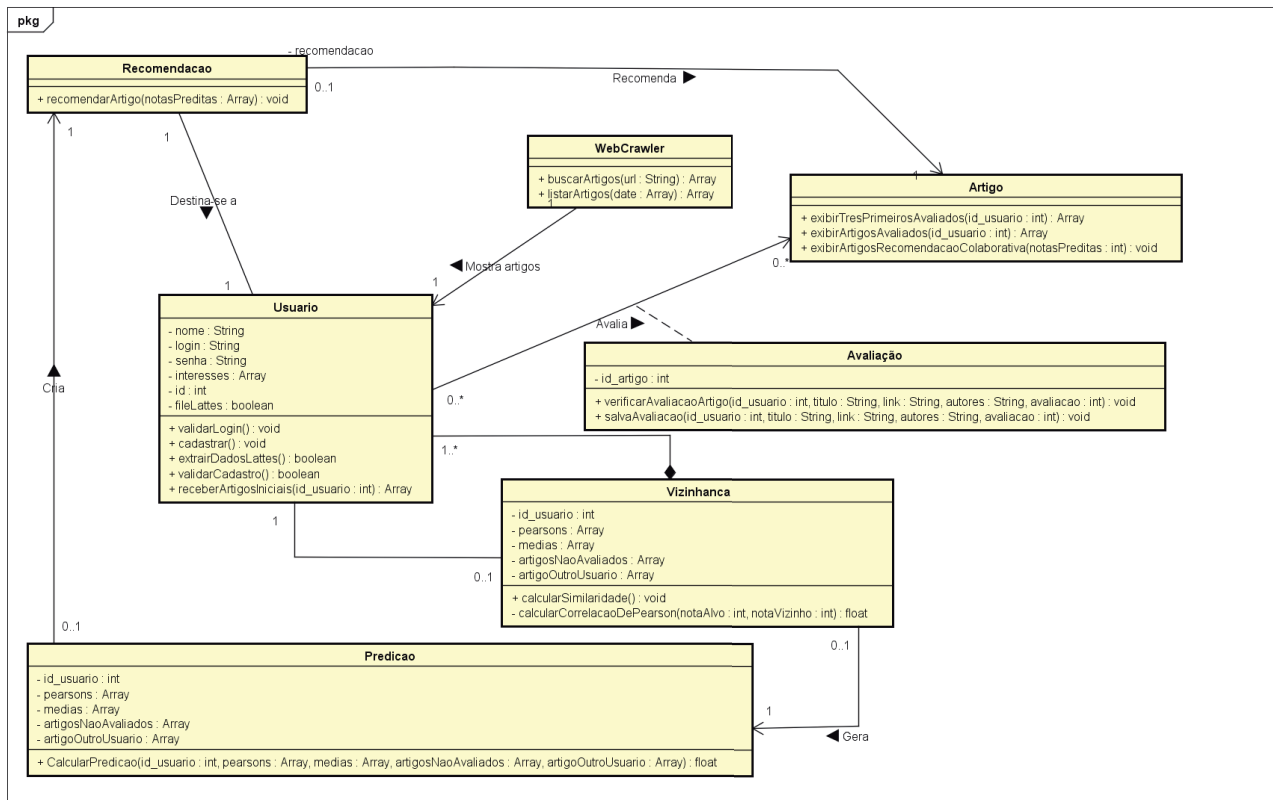 pkg
- recomendacao
Recomendacao
+ recomendarArtigo(notasPreditas : Array) : void
0..1
Recomenda
1
1
Destina-se a
1
WebCrawler
+ buscarArtigos(url : String) : Array
+ listarArtigos(date : Array) : Array
1
Mostra artigos
1
1
Artigo
+ exibirTresPrimeirosAvaliados(id_usuario : int) : Array
+ exibirArtigosAvaliados(id_usuario : int) : Array
+ exibirArtigosRecomendacaoColaborativa(notasPreditas : int) : void
0..*
Usuario
- nome : String
- login : String
- senha : String
- interesses : Array
- id : int
- fileLattes : boolean
+ validarLogin() : void
+ cadastrar() : void
+ extrairDadosLattes() : boolean
+ validarCadastro() : boolean
+ receberArtigosIniciais(id_usuario : int) : Array
Avalia
0..*
Avaliação
- id_artigo : int
+ verificarAvaliacaoArtigo(id_usuario : int, titulo : String, link : String, autores : String, avaliacao : int) : void
+ salvaAvaliacao(id_usuario : int, titulo : String, link : String, autores : String, avaliacao : int) : void
Cria
1..*
1
0..1
Vizinhanca
- id_usuario : int
- pearsons : Array
- medias : Array
- artigosNaoAvaliados : Array
- artigoOutroUsuario : Array
+ calcularSimilaridade() : void
- calcularCorrelacaoDePearson(notaAlvo : int, notaVizinho : int) : float
0..1
0..1
1
Gera
Predicao
- id_usuario : int
- pearsons : Array
- medias : Array
- artigosNaoAvaliados : Array
- artigoOutroUsuario : Array
+ CalcularPredicao(id_usuario : int, pearsons : Array, medias : Array, artigosNaoAvaliados : Array, artigoOutroUsuario : Array) : float